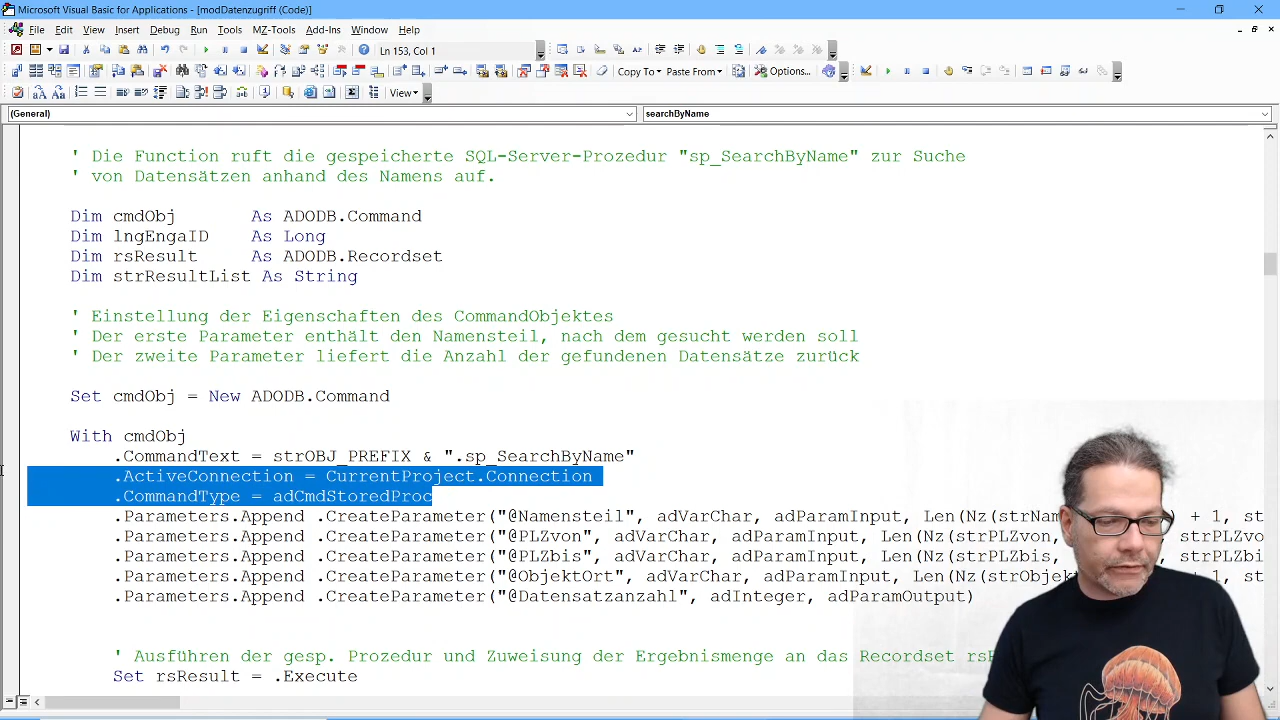 Microsoft Visual Basic for Applications - [modDatenzugriff (Code)]
File Edit View Insert Debug Run Tools MZ-Tools Add-Ins Window Help
Ln 153, Col 1
Copy To Paste From Options...
View
(General) searchByName
' Die Function ruft die gespeicherte SQL-Server-Prozedur "sp_SearchByName" zur Suche
' von Datensätzen anhand des Namens auf.
Dim cmdObj As ADODB.Command
Dim lngEngaID As Long
Dim rsResult As ADODB.Recordset
Dim strResultList As String
' Einstellung der Eigenschaften des CommandObjektes
' Der erste Parameter enthält den Namensteil, nach dem gesucht werden soll
' Der zweite Parameter liefert die Anzahl der gefundenen Datensätze zurück
Set cmdObj = New ADODB.Command
With cmdObj
.CommandText = strOBJ_PREFIX & ".sp_SearchByName"
.ActiveConnection = CurrentProject.Connection
.CommandType = adCmdStoredProc
.Parameters.Append .CreateParameter("@Namensteil", adVarChar, adParamInput, Len(Nz(strNam ) + 1, st
.Parameters.Append .CreateParameter("@PLZvon", adVarChar, adParamInput, Len(Nz(strPLZvon, strPLZvo
.Parameters.Append .CreateParameter("@PLZbis", adVarChar, adParamInput, Len(Nz(strPLZbis, strPLZbi
.Parameters.Append .CreateParameter("@ObjektOrt", adVarChar, adParamInput, Len(Nz(strObjek 1, st
.Parameters.Append .CreateParameter("@Datensatzanzahl", adInteger, adParamOutput)
' Ausführen der gesp. Prozedur und Zuweisung der Ergebnismenge an das Recordset
Set rsResult = .Execute